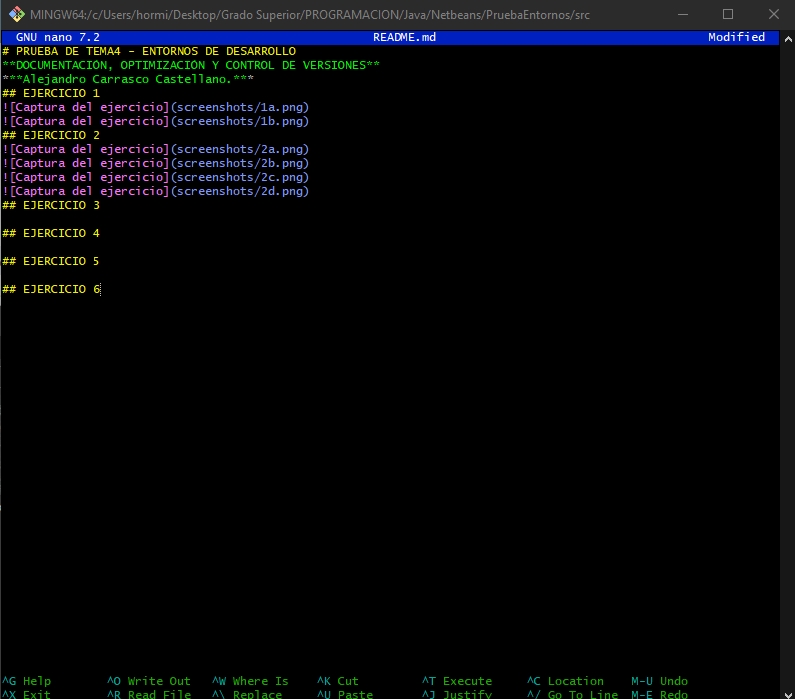 MINGW64:/c/Users/hormi/Desktop/Grado Superior/PROGRAMACION/Java/Netbeans/PruebaEntornos/src
GNU nano 7.2 README.md Modified
# PRUEBA DE TEMA4 - ENTORNOS DE DESARROLLO
**DOCUMENTACIÓN, OPTIMIZACIÓN Y CONTROL DE VERSIONES**
***Alejandro Carrasco Castellano.***
## EJERCICIO 1
![Captura del ejercicio](screenshots/1a.png)
![Captura del ejercicio](screenshots/1b.png)
## EJERCICIO 2
![Captura del ejercicio](screenshots/2a.png)
![Captura del ejercicio](screenshots/2b.png)
![Captura del ejercicio](screenshots/2c.png)
![Captura del ejercicio](screenshots/2d.png)
## EJERCICIO 3
## EJERCICIO 4
## EJERCICIO 5
## EJERCICIO 6
^G Help ^O Write Out ^W Where Is ^K Cut ^T Execute ^C Location M-U Undo
^X Exit ^R Read File ^\ Replace ^U Paste ^J Justify ^/ Go To Line M-E Redo